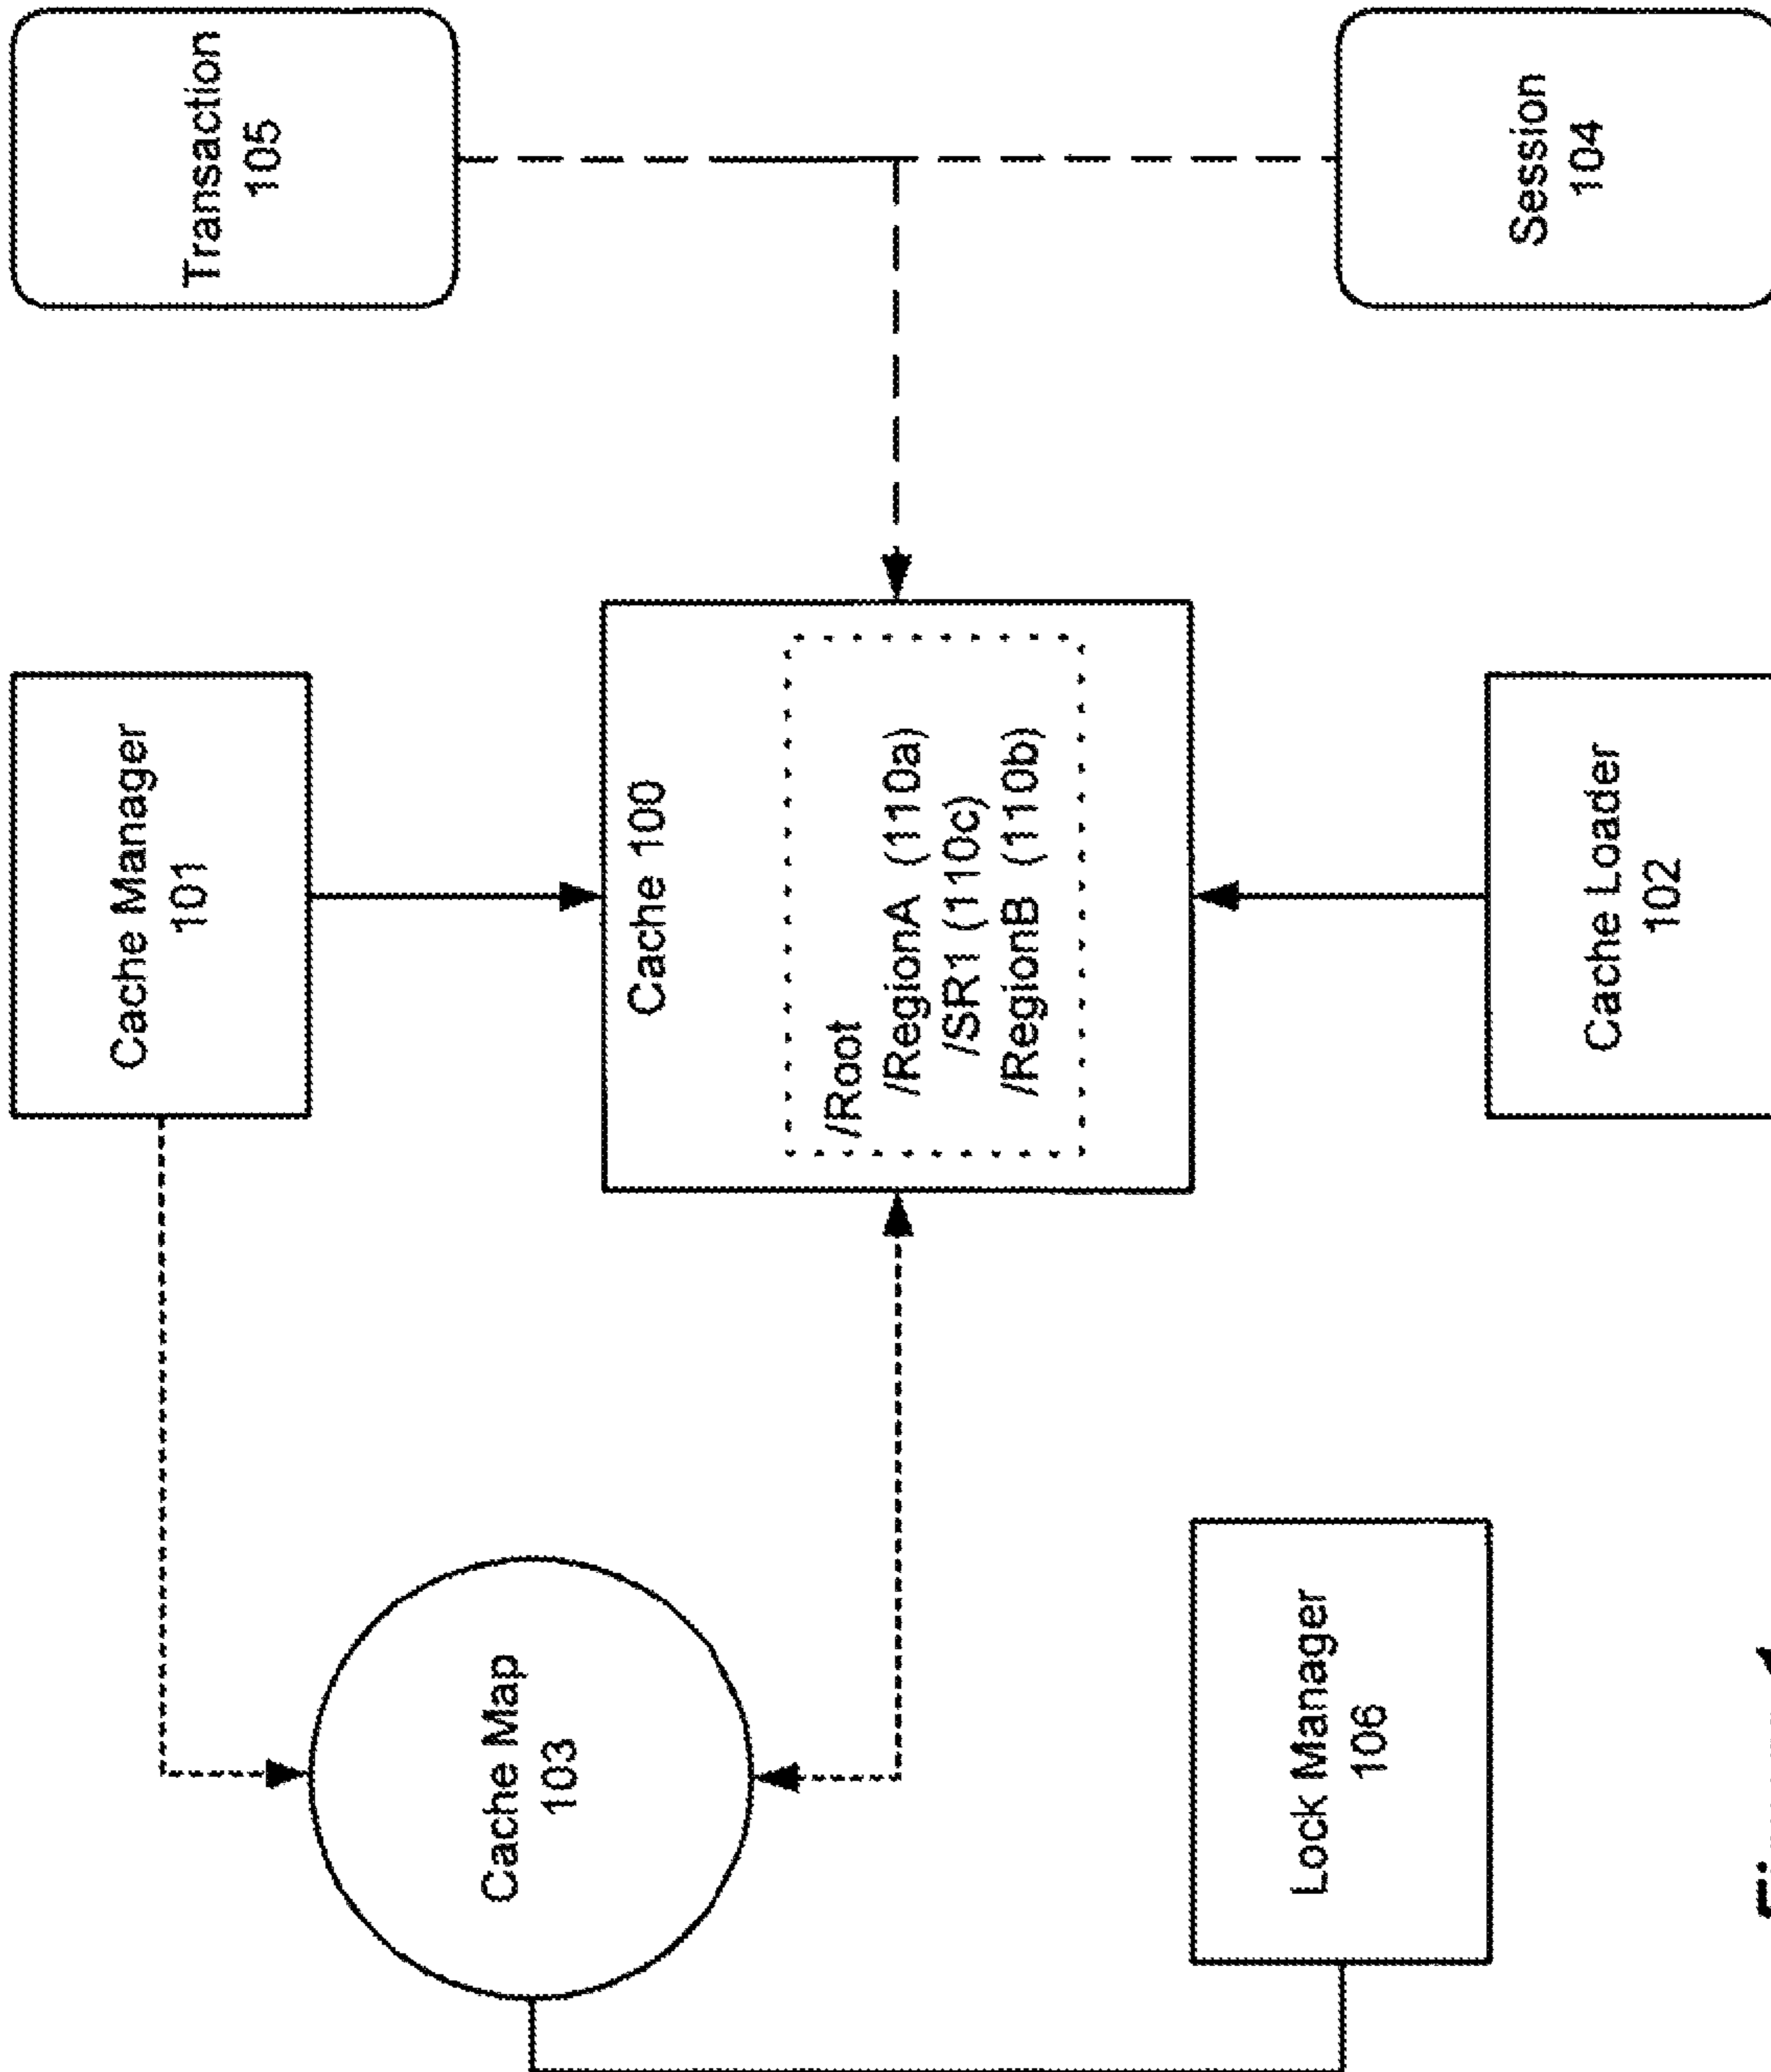 Cache Map
103
Cache Manager
101
Transaction
105
Cache 100
/Root
/RegionA (110a)
/SR1 (110c)
/RegionB (110b)
Lock Manager
106
Cache Loader
102
Session
104